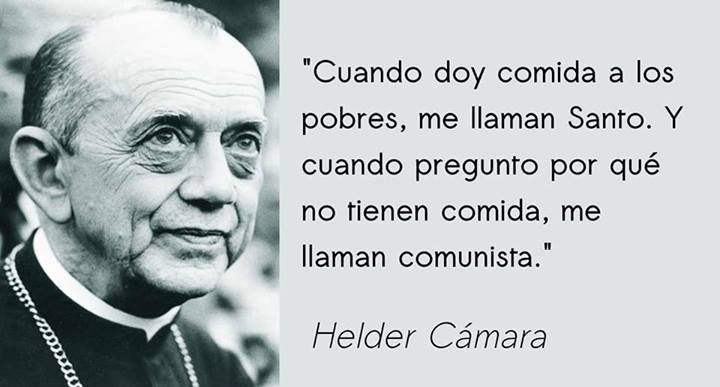 "Cuando doy comida a los
pobres, me llaman Santo. Y
cuando pregunto por qué
no tienen comida, me
llaman comunista."
Helder Cámara